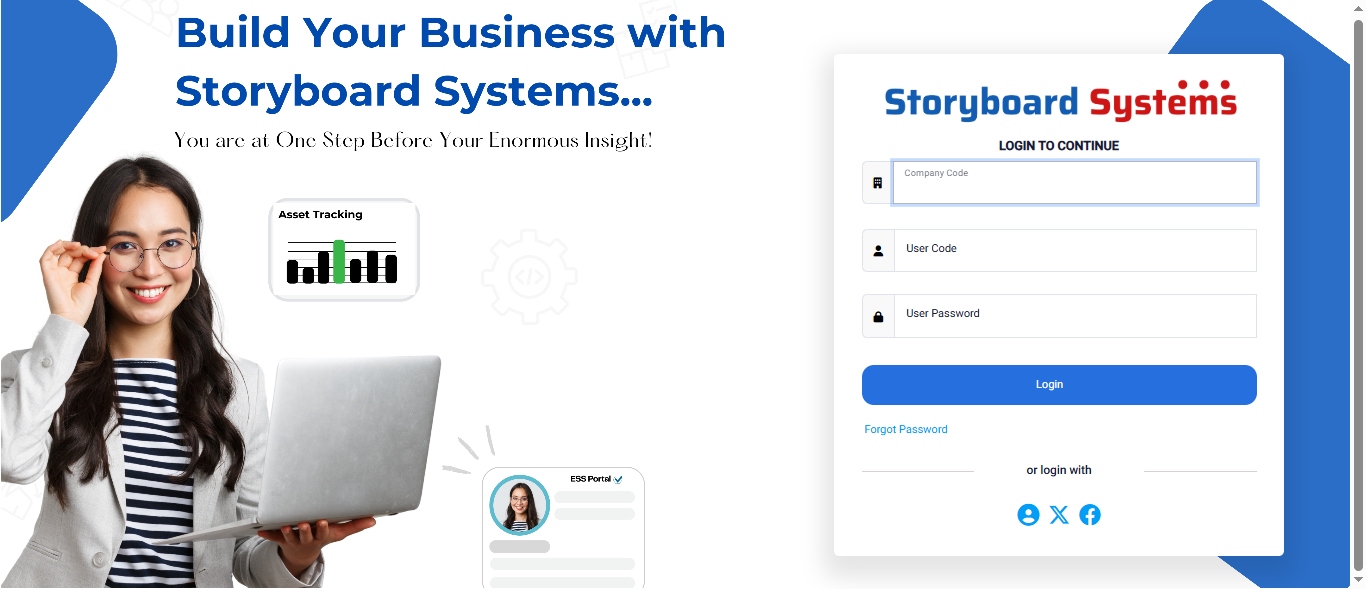 Build Your Business with
Storyboard Systems...
You are at One Step Before Your Enormous Insight!
Asset Tracking
</>
ESS Portal
Storyboard Systems
LOGIN TO CONTINUE
Company Code
User Code
User Password
Login
Forgot Password
or login with